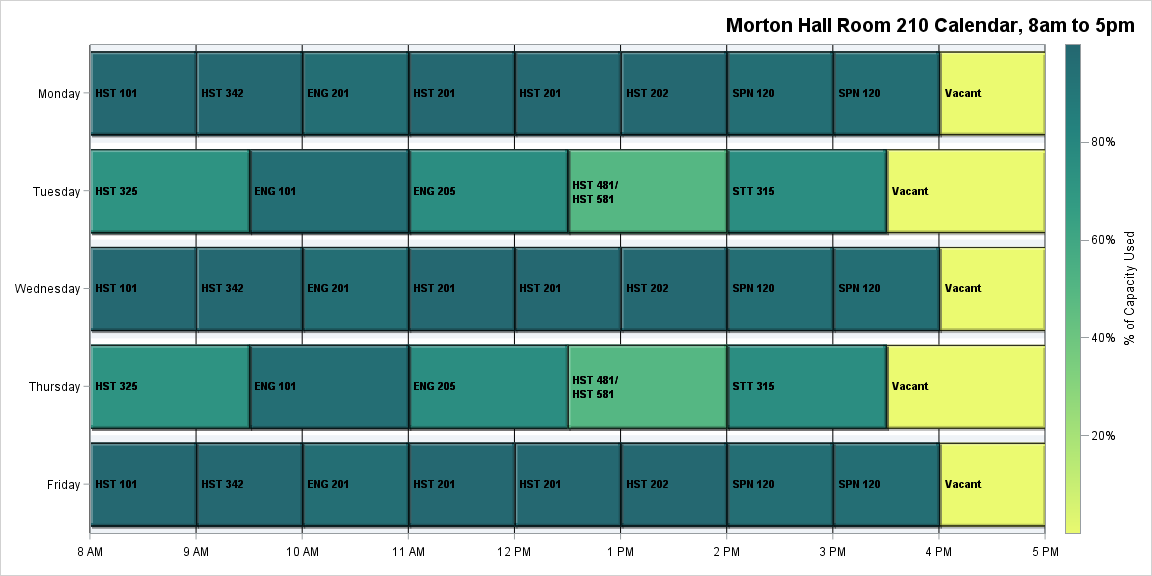 Morton Hall Room 210 Calendar, 8am to 5pm
Monday
HST 101
HST 342
ENG 201
HST 201
HST 201
HST 202
SPN 120
SPN 120
Vacant
Tuesday
HST 325
ENG 101
ENG 205
HST 481/
HST 581
STT 315
Vacant
Wednesday
HST 101
HST 342
ENG 201
HST 201
HST 201
HST 202
SPN 120
SPN 120
Vacant
Thursday
HST 325
ENG 101
ENG 205
HST 481/
HST 581
STT 315
Vacant
Friday
HST 101
HST 342
ENG 201
HST 201
HST 201
HST 202
SPN 120
SPN 120
Vacant
8 AM
9 AM
10 AM
11 AM
12 PM
1 PM
2 PM
3 PM
4 PM
5 PM
80%
60%
40%
20%
% of Capacity Used